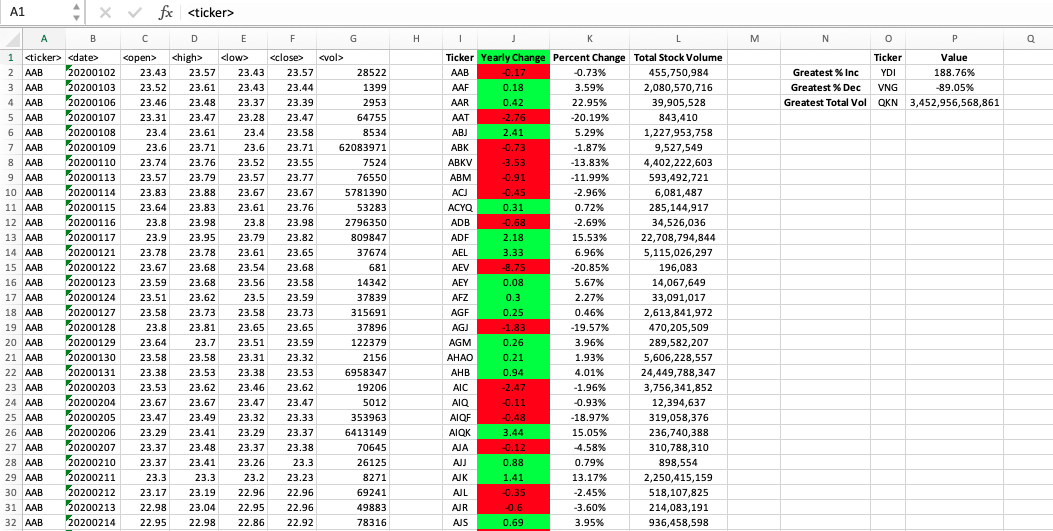 A1 fx <ticker>
A B C D E F G H I J K L M N O P Q
1 <ticker> <date> <open> <high> <low> <close> <vol> Ticker Yearly Change Percent Change Total Stock Volume Ticker Value
2 AAB 20200102 23.43 23.57 23.43 23.57 28522 AAB -0.17 -0.73% 455,750,984 Greatest % Inc YDI 188.76%
3 AAB 20200103 23.52 23.61 23.43 23.44 1399 AAF 0.18 3.59% 2,080,570,716 Greatest % Dec VNG -89.05%
4 AAB 20200106 23.46 23.48 23.37 23.39 2953 AAR 0.42 22.95% 39,905,528 Greatest Total Vol QKN 3,452,956,568,861
5 AAB 20200107 23.31 23.47 23.28 23.47 64755 AAT -2.76 -20.19% 843,410
6 AAB 20200108 23.4 23.61 23.4 23.58 8534 ABJ 2.41 5.29% 1,227,953,758
7 AAB 20200109 23.6 23.71 23.6 23.71 62083971 ABK -0.73 -1.87% 9,527,549
8 AAB 20200110 23.74 23.76 23.52 23.55 7524 ABKV -3.53 -13.83% 4,402,222,603
9 AAB 20200113 23.57 23.79 23.57 23.77 76550 ABM -0.91 -11.99% 593,492,721
10 AAB 20200114 23.83 23.88 23.67 23.67 5781390 ACJ -0.45 -2.96% 6,081,487
11 AAB 20200115 23.64 23.83 23.61 23.76 53283 ACYQ 0.31 0.72% 285,144,917
12 AAB 20200116 23.8 23.98 23.8 23.98 2796350 ADB -0.68 -2.69% 34,526,036
13 AAB 20200117 23.9 23.95 23.79 23.82 809847 ADF 2.18 15.53% 22,708,794,844
14 AAB 20200121 23.78 23.78 23.61 23.65 37674 AEL 3.33 6.96% 5,115,026,297
15 AAB 20200122 23.67 23.68 23.54 23.68 681 AEV -8.75 -20.85% 196,083
16 AAB 20200123 23.59 23.68 23.56 23.58 14342 AEY 0.08 5.67% 14,067,649
17 AAB 20200124 23.51 23.62 23.5 23.59 37839 AFZ 0.3 2.27% 33,091,017
18 AAB 20200127 23.58 23.73 23.58 23.73 315691 AGF 0.25 0.46% 2,613,841,972
19 AAB 20200128 23.8 23.81 23.65 23.65 37896 AGJ -1.83 -19.57% 470,205,509
20 AAB 20200129 23.64 23.7 23.51 23.59 122379 AGM 0.26 3.96% 289,582,207
21 AAB 20200130 23.58 23.58 23.31 23.32 2156 AHAO 0.21 1.93% 5,606,228,557
22 AAB 20200131 23.38 23.53 23.38 23.53 6958347 AHB 0.94 4.01% 24,449,788,347
23 AAB 20200203 23.53 23.62 23.46 23.62 19206 AIC -2.47 -1.96% 3,756,341,852
24 AAB 20200204 23.67 23.67 23.47 23.47 5012 AIQ -0.11 -0.93% 12,394,637
25 AAB 20200205 23.47 23.49 23.32 23.33 353963 AIQF -0.48 -18.97% 319,058,376
26 AAB 20200206 23.29 23.41 23.29 23.37 6413149 AIQK 3.44 15.05% 236,740,388
27 AAB 20200207 23.37 23.48 23.37 23.38 70645 AJA -0.12 -4.58% 310,788,310
28 AAB 20200210 23.37 23.41 23.26 23.3 26125 AJJ 0.88 0.79% 898,554
29 AAB 20200211 23.3 23.3 23.2 23.23 8271 AJK 1.41 13.17% 2,250,415,159
30 AAB 20200212 23.17 23.19 22.96 22.96 69241 AJL -0.35 -2.45% 518,107,825
31 AAB 20200213 22.98 23.04 22.95 22.96 49883 AJR -0.6 -3.60% 214,083,191
32 AAB 20200214 22.95 22.98 22.86 22.92 78316 AJS 0.69 3.95% 936,458,598